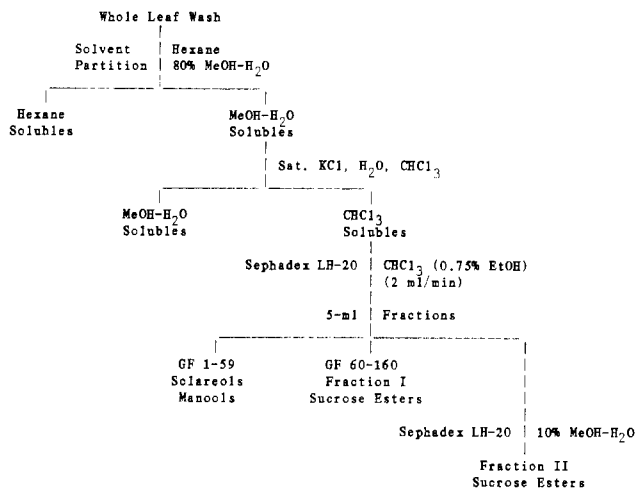 Whole Leaf Wash
Solvent Hexane
Partition 80% MeOH-H2O
Hexane MeOH-H2O
Solubles Solubles
Sat. KCl, H2O, CHCl3
MeOH-H2O CHCl3
Solubles Solubles
Sephadex LH-20 CHCl3 (0.75% EtOH)
(2 ml/min)
5-ml Fractions
GF 1-59 GF 60-160
Sclareols Fraction I
Manools Sucrose Esters
Sephadex LH-20 10% MeOH-H2O
Fraction II
Sucrose Esters